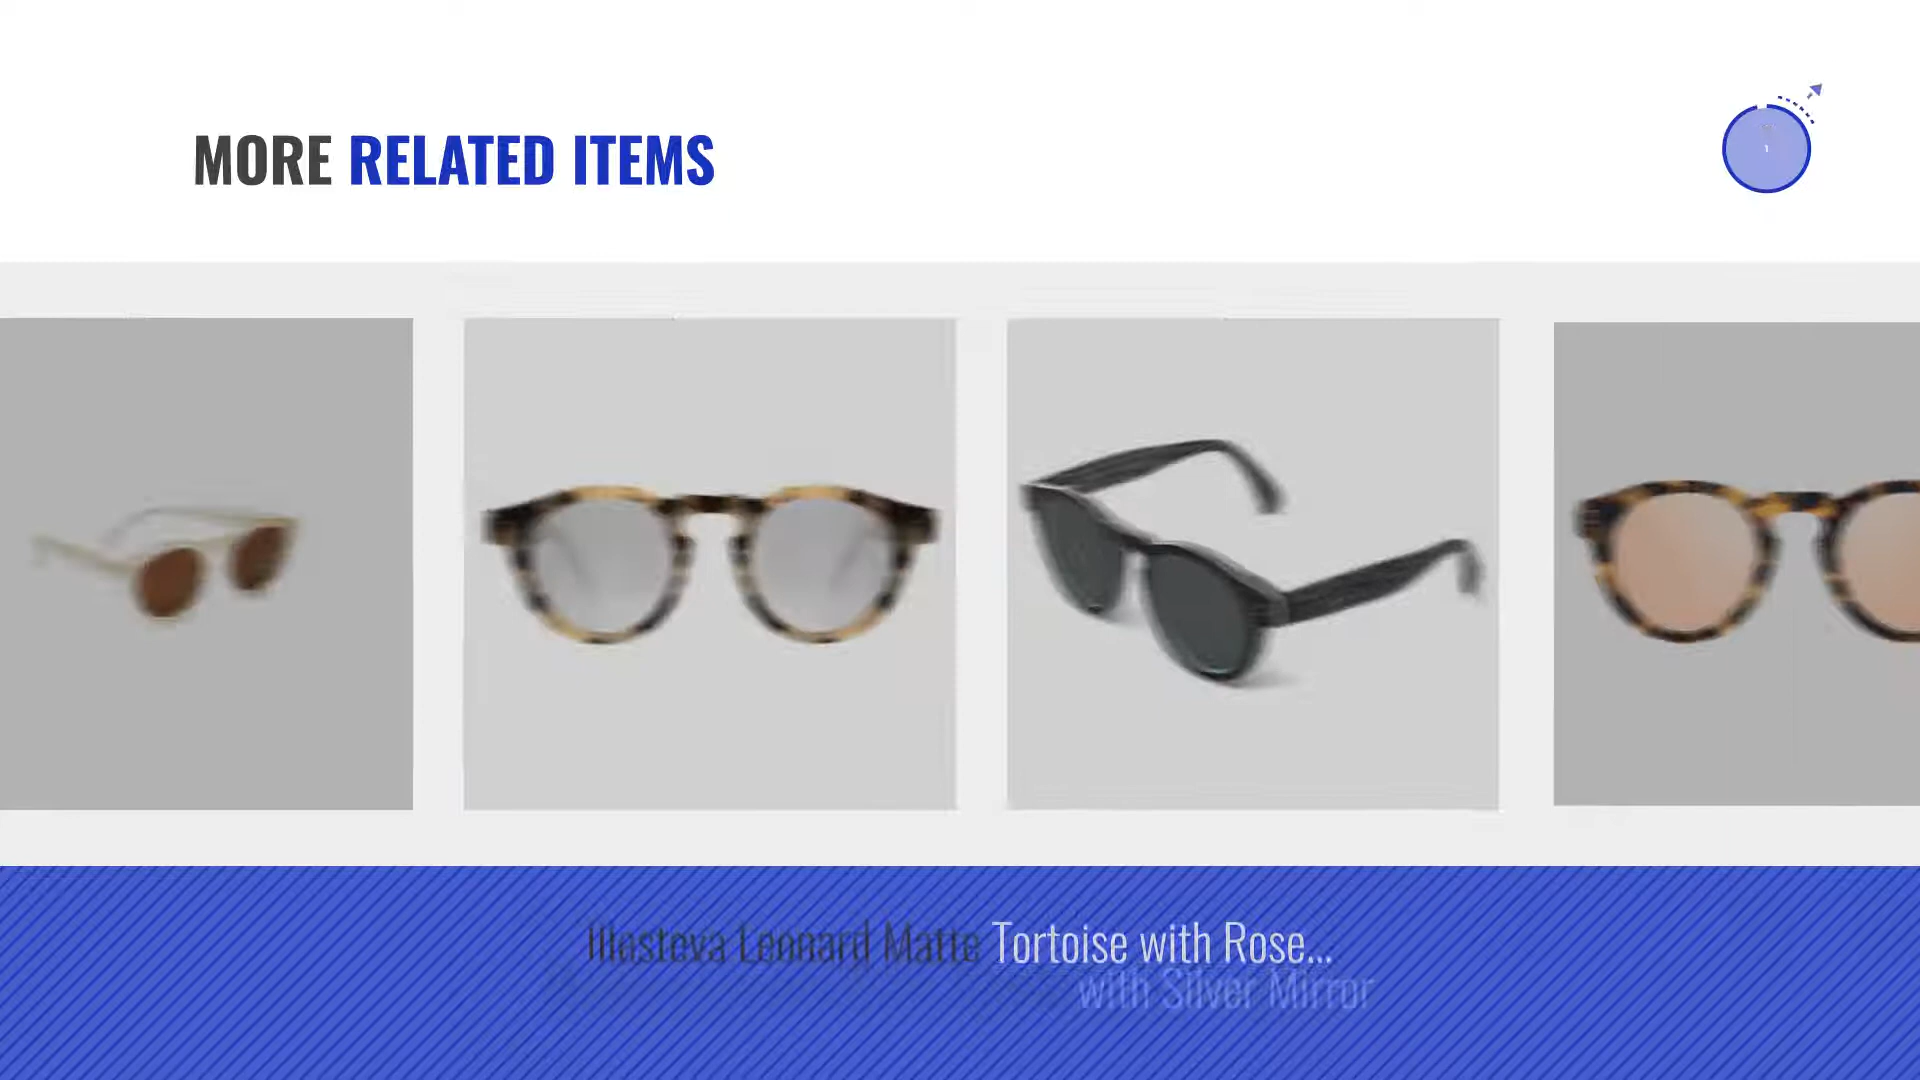 MORE RELATED ITEMS
Illesteva Leonard Matte Tortoise with Rose...
with Silver Mirror